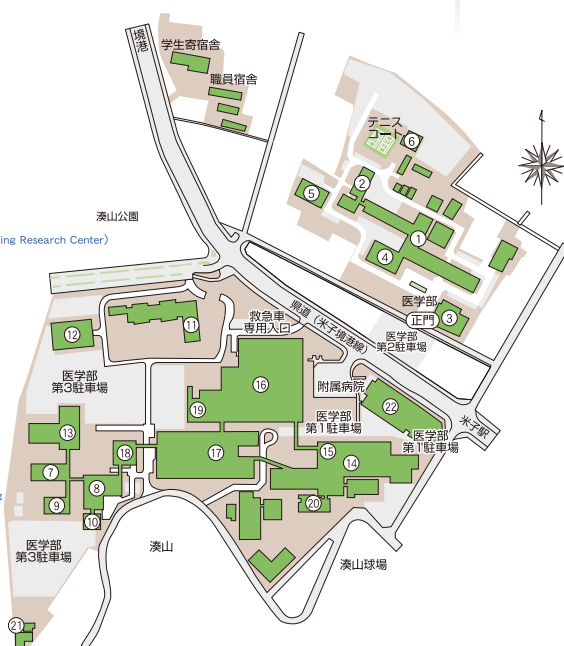 境港
学生寄宿舎
職員宿舎
テニス
コート
⑥
②
⑤
①
④
湊山公園
ing Research Center)
県道(米子境港線)
医学部
正門
③
医学部
第2駐車場
救急車
専用入口
⑪
⑫
医学部
第3駐車場
⑯
附属病院
㉒
米子駅
⑲
医学部
第1駐車場
医学部
第1駐車場
⑬
⑱
⑰
⑮
⑭
⑦
⑧
⑨
⑩
⑳
医学部
第3駐車場
湊山
湊山球場
㉑